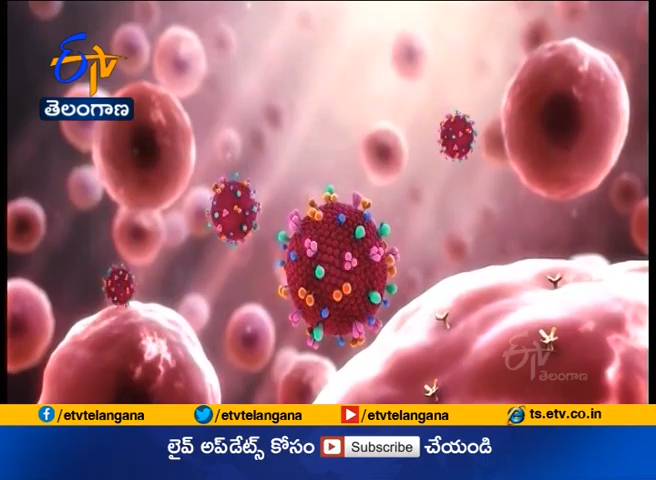 ETV
తెలంగాణ
ETV
తెలంగాణ
/etvtelangana /etvtelangana /etvtelangana ts.etv.co.in
లైవ్ అప్‌డేట్స్ కోసం Subscribe చేయండి